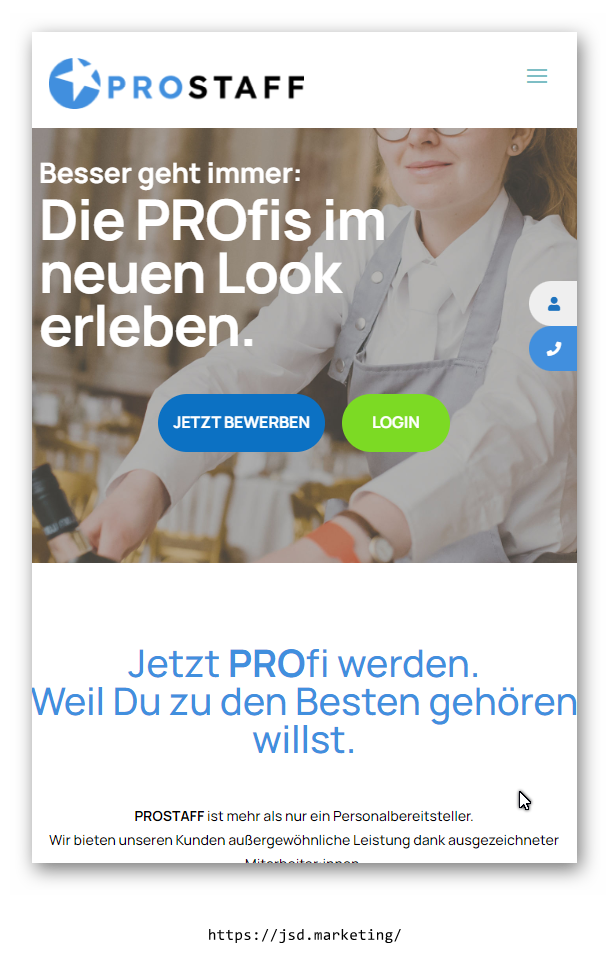 PROSTAFF
Besser geht immer:
Die PROfis im
neuen Look
erleben.
JETZT BEWERBEN
LOGIN
Jetzt PROfi werden.
Weil Du zu den Besten gehören
willst.
PROSTAFF ist mehr als nur ein Personalbereitsteller.
Wir bieten unseren Kunden außergewöhnliche Leistung dank ausgezeichneter
Mitarbeiter:innen.
https://jsd.marketing/